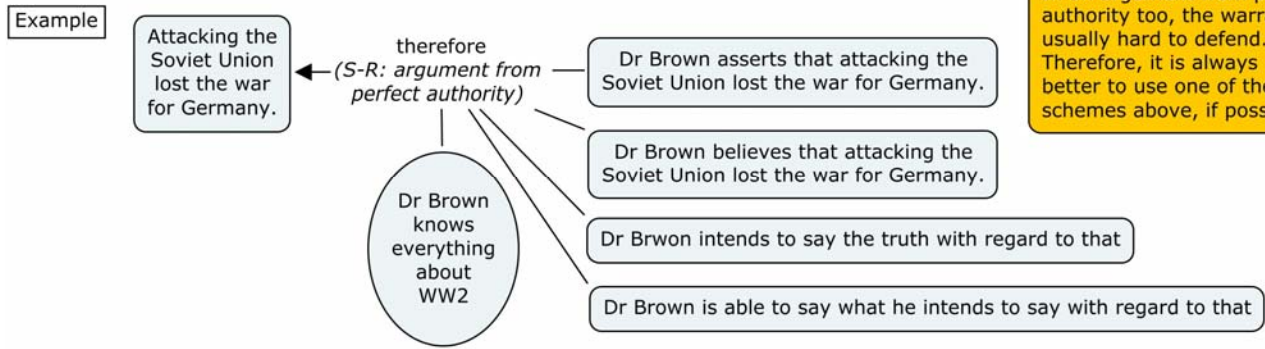 Example
Attacking the
Soviet Union
lost the war
for Germany.
therefore
(S-R: argument from
perfect authority)
Dr Brown asserts that attacking the
Soviet Union lost the war for Germany.
Dr Brown believes that attacking the
Soviet Union lost the war for Germany.
Dr Brwon intends to say the truth with regard to that
Dr Brown is able to say what he intends to say with regard to that
Dr Brown
knows
everything
about
WW2
authority too, the
usually hard to defend.
Therefore, it is always
better to use one of
schemes above, if